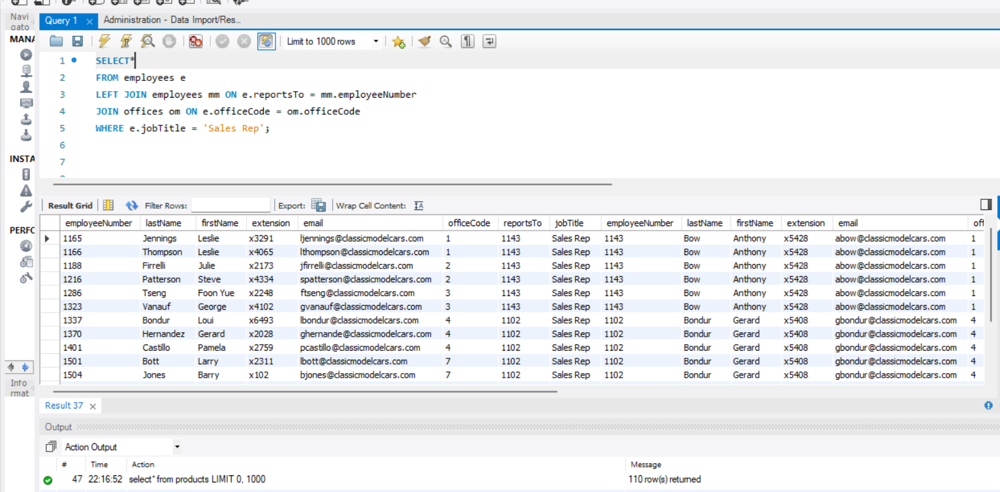 Navi
gato
Query 1
Administration - Data Import/Res...
MANA
Limit to 1000 rows
1 SELECT*
2 FROM employees e
3 LEFT JOIN employees mm ON e.reportsTo = mm.employeeNumber
4 JOIN offices om ON e.officeCode = om.officeCode
5 WHERE e.jobTitle = 'Sales Rep';
6
7
INSTA
PERFC
Result Grid Filter Rows: Export: Wrap Cell Content:
employeeNumber lastName firstName extension email officeCode reportsTo jobTitle employeeNumber lastName firstName extension email off
1165 Jennings Leslie x3291 ljennings@classicmodelcars.com 1 1143 Sales Rep 1143 Bow Anthony x5428 abow@classicmodelcars.com 1
1166 Thompson Leslie x4065 lthompson@classicmodelcars.com 1 1143 Sales Rep 1143 Bow Anthony x5428 abow@classicmodelcars.com 1
1188 Firrelli Julie x2173 jfirrelli@classicmodelcars.com 2 1143 Sales Rep 1143 Bow Anthony x5428 abow@classicmodelcars.com 1
1216 Patterson Steve x4334 spatterson@classicmodelcars.com 2 1143 Sales Rep 1143 Bow Anthony x5428 abow@classicmodelcars.com 1
1286 Tseng Foon Yue x2248 ftseng@classicmodelcars.com 3 1143 Sales Rep 1143 Bow Anthony x5428 abow@classicmodelcars.com 1
1323 Vanauf George x4102 gvanauf@classicmodelcars.com 3 1143 Sales Rep 1143 Bow Anthony x5428 abow@classicmodelcars.com 1
1337 Bondur Loui x6493 lbondur@classicmodelcars.com 4 1102 Sales Rep 1102 Bondur Gerard x5408 gbondur@classicmodelcars.com 4
1370 Hernandez Gerard x2028 ghernande@classicmodelcars.com 4 1102 Sales Rep 1102 Bondur Gerard x5408 gbondur@classicmodelcars.com 4
1401 Castillo Pamela x2759 pcastillo@classicmodelcars.com 4 1102 Sales Rep 1102 Bondur Gerard x5408 gbondur@classicmodelcars.com 4
1501 Bott Larry x2311 lbott@classicmodelcars.com 7 1102 Sales Rep 1102 Bondur Gerard x5408 gbondur@classicmodelcars.com 4
1504 Jones Barry x102 bjones@classicmodelcars.com 7 1102 Sales Rep 1102 Bondur Gerard x5408 gbondur@classicmodelcars.com 4
Info
rmat
Result 37
Output
Action Output
# Time Action Message
47 22:16:52 select* from products LIMIT 0, 1000 110 row(s) returned